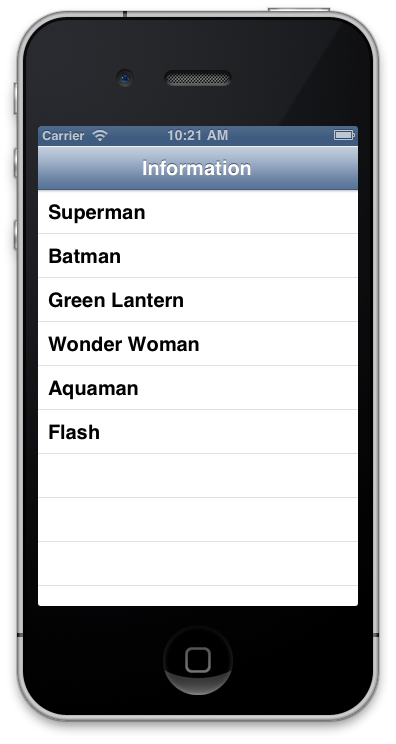 Carrier 10:21 AM
Information
Superman
Batman
Green Lantern
Wonder Woman
Aquaman
Flash